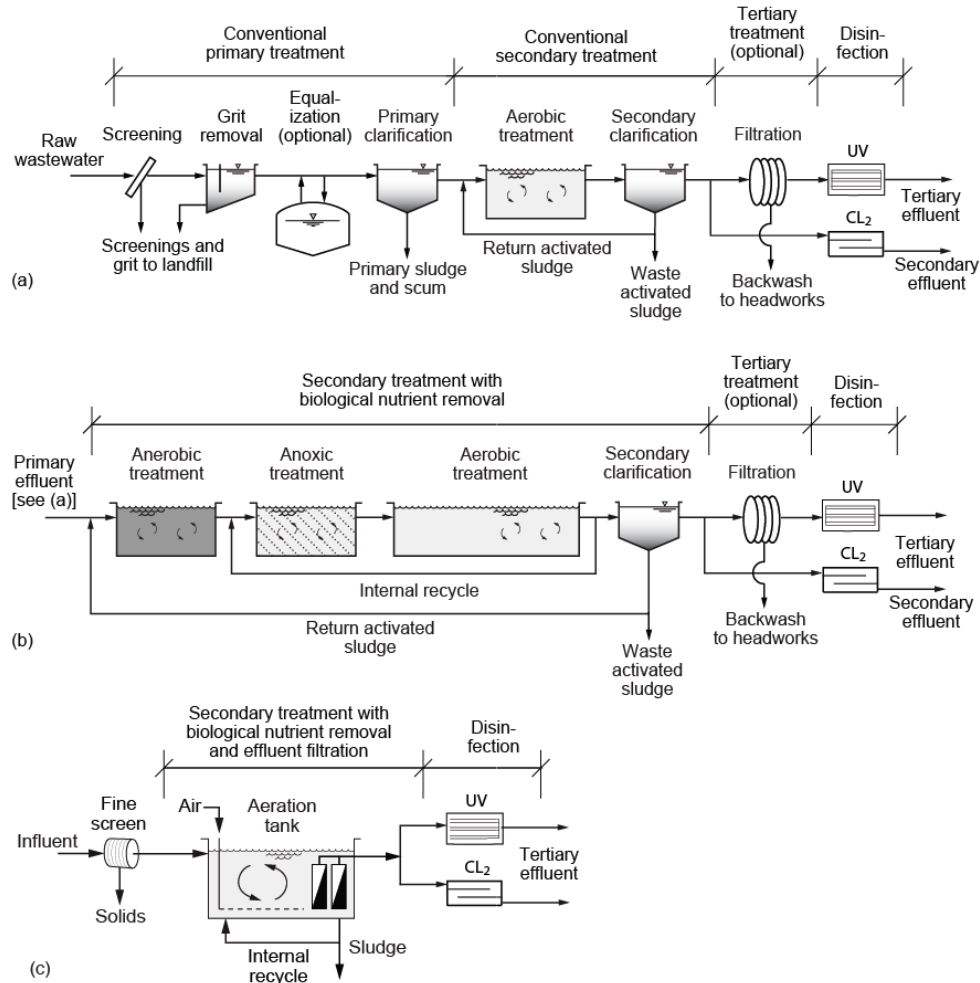 Conventional
primary treatment
Conventional
secondary treatment
Tertiary
treatment
(optional)
Disin-
fection
Raw
wastewater
Screening
Grit
removal
Equal-
ization
(optional)
Primary
clarification
Aerobic
treatment
Secondary
clarification
Filtration
UV
Tertiary
effluent
CL2
Secondary
effluent
Screenings and
grit to landfill
Primary sludge
and scum
Return activated
sludge
Waste
activated
sludge
Backwash
to headworks
(a)
Secondary treatment with
biological nutrient removal
Tertiary
treatment
(optional)
Disin-
fection
Primary
effluent
[see (a)]
Anerobic
treatment
Anoxic
treatment
Aerobic
treatment
Secondary
clarification
Filtration
UV
Tertiary
effluent
CL2
Secondary
effluent
Internal recycle
Return activated
sludge
Waste
activated
sludge
Backwash
to headworks
(b)
Secondary treatment with
biological nutrient removal
and effluent filtration
Disin-
fection
Influent
Fine
screen
Air
Aeration
tank
UV
CL2
Tertiary
effluent
Solids
Internal
recycle
Sludge
(c)